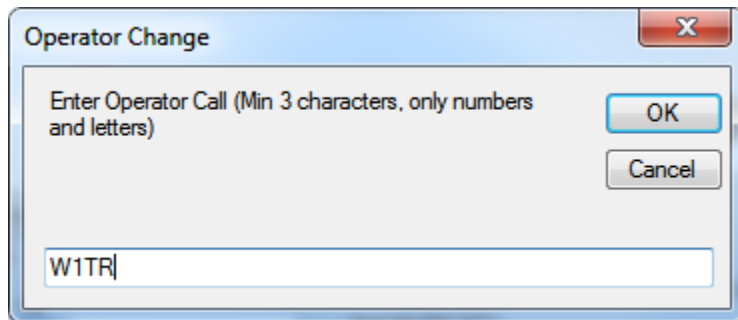 Operator Change
Enter Operator Call (Min 3 characters, only numbers
and letters)
OK
Cancel
W1TR